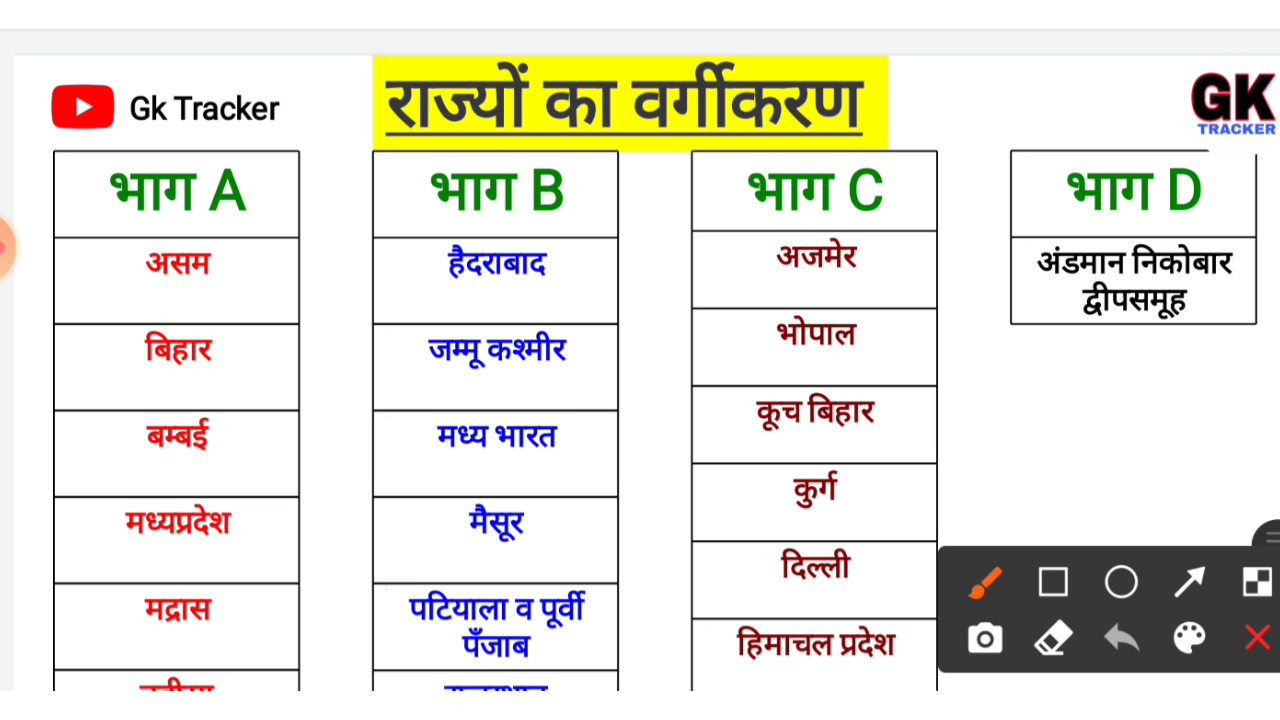 Gk Tracker
राज्यों का वर्गीकरण
GK
TRACKER
भाग A
असम
बिहार
बम्बई
मध्यप्रदेश
मद्रास
भाग B
हैदराबाद
जम्मू कश्मीर
मध्य भारत
मैसूर
पटियाला व पूर्वी
पँजाब
भाग C
अजमेर
भोपाल
कूच बिहार
कुर्ग
दिल्ली
हिमाचल प्रदेश
भाग D
अंडमान निकोबार
द्वीपसमूह